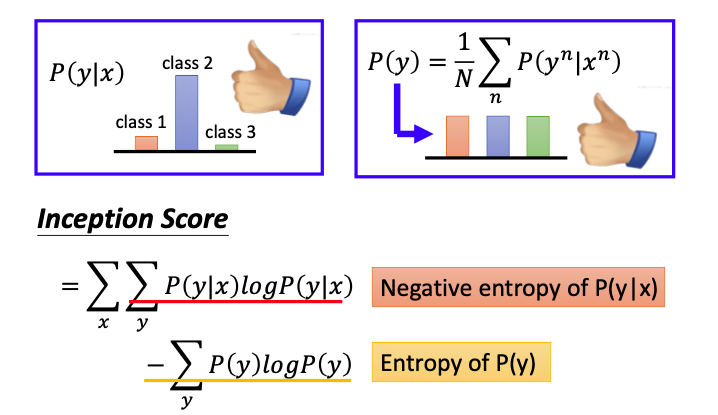 P(y|x)
class 2
class 1
class 3
P(y) = \frac{1}{N} \sum_{n} P(y^n|x^n)
Inception Score
= \sum_{x} \sum_{y} P(y|x)logP(y|x)
Negative entropy of P(y|x)
- \sum_{y} P(y)logP(y)
Entropy of P(y)